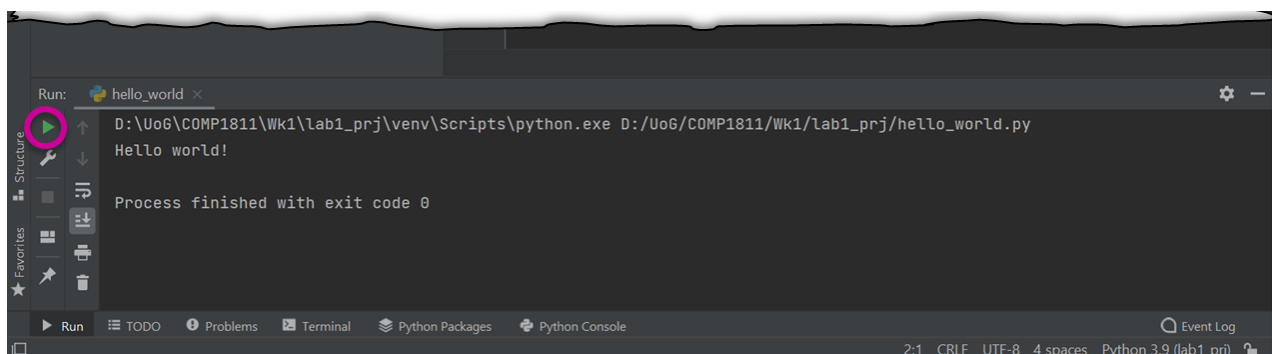 Run: hello_world
D:\UoG\COMP1811\Wk1\lab1_prj\venv\Scripts\python.exe D:/UoG/COMP1811/Wk1/lab1_prj/hello_world.py
Hello world!
Process finished with exit code 0
Structure
Favorites
Run TODO Problems Terminal Python Packages Python Console Event Log
2:1 CRLF UTF-8 4 spaces Python 3.9 (lab1_prj)